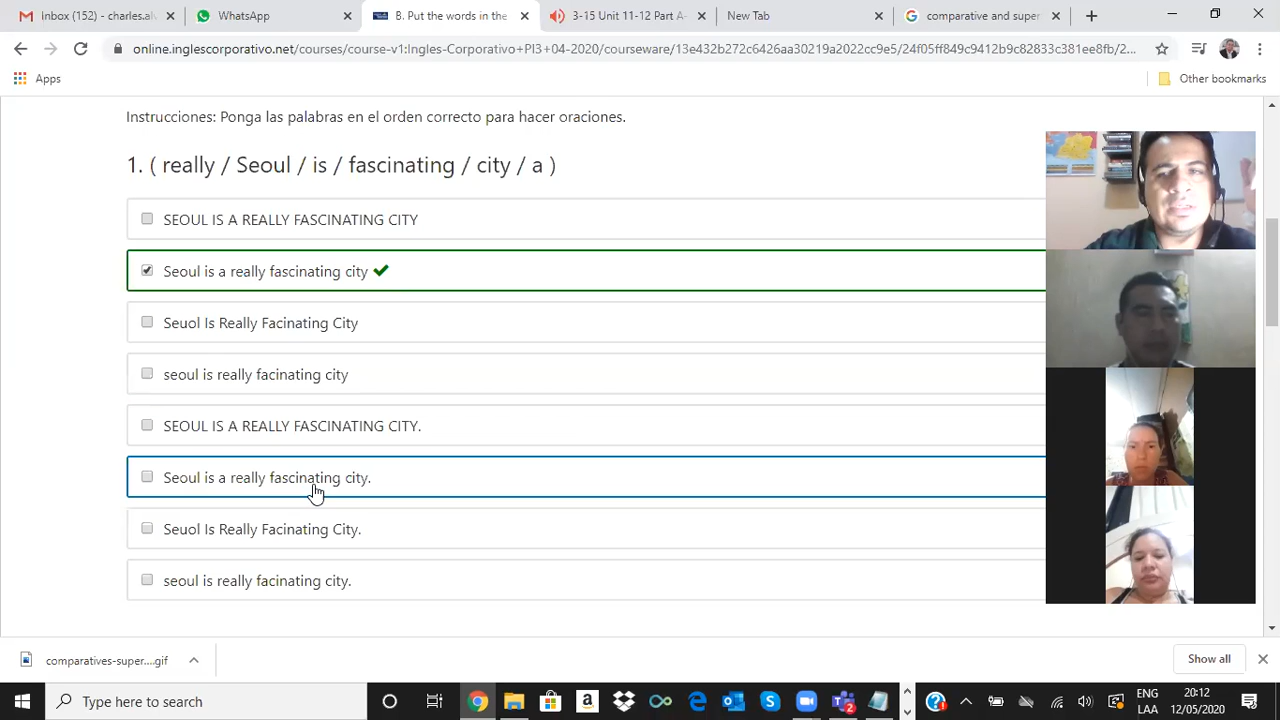 Inbox (152) - charles.al
WhatsApp
B. Put the words in the
3-15 Unit 11-12 Part A-
New Tab
comparative and super
online.inglescorporativo.net/courses/course-v1:Ingles-Corporativo+PI3+04-2020/courseware/13e432b272c6426aa30219a2022cc9e5/24f05ff849c9412b9c82833c381ee8fb/2...
Apps
Other bookmarks
Instrucciones: Ponga las palabras en el orden correcto para hacer oraciones.
1. ( really / Seoul / is / fascinating / city / a )
SEOUL IS A REALLY FASCINATING CITY
Seoul is a really fascinating city
Seuol Is Really Facinating City
seoul is really facinating city
SEOUL IS A REALLY FASCINATING CITY.
Seoul is a really fascinating city.
Seuol Is Really Facinating City.
seoul is really facinating city.
comparatives-super....gif
Show all
Type here to search
ENG
LAA
20:12
12/05/2020